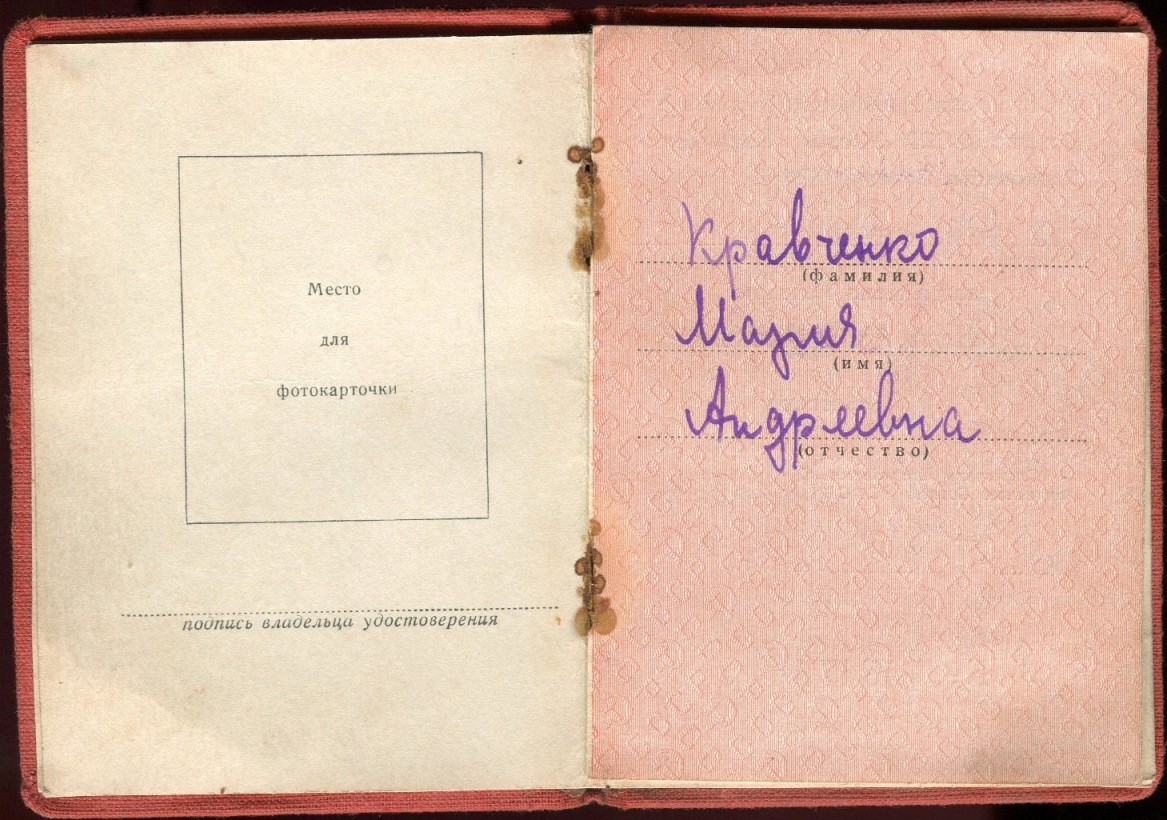 Место
для
фотокарточки
подпись владельца удостоверения
Кравченко
(фамилия)
Мария
(имя)
Андреевна
(отчество)